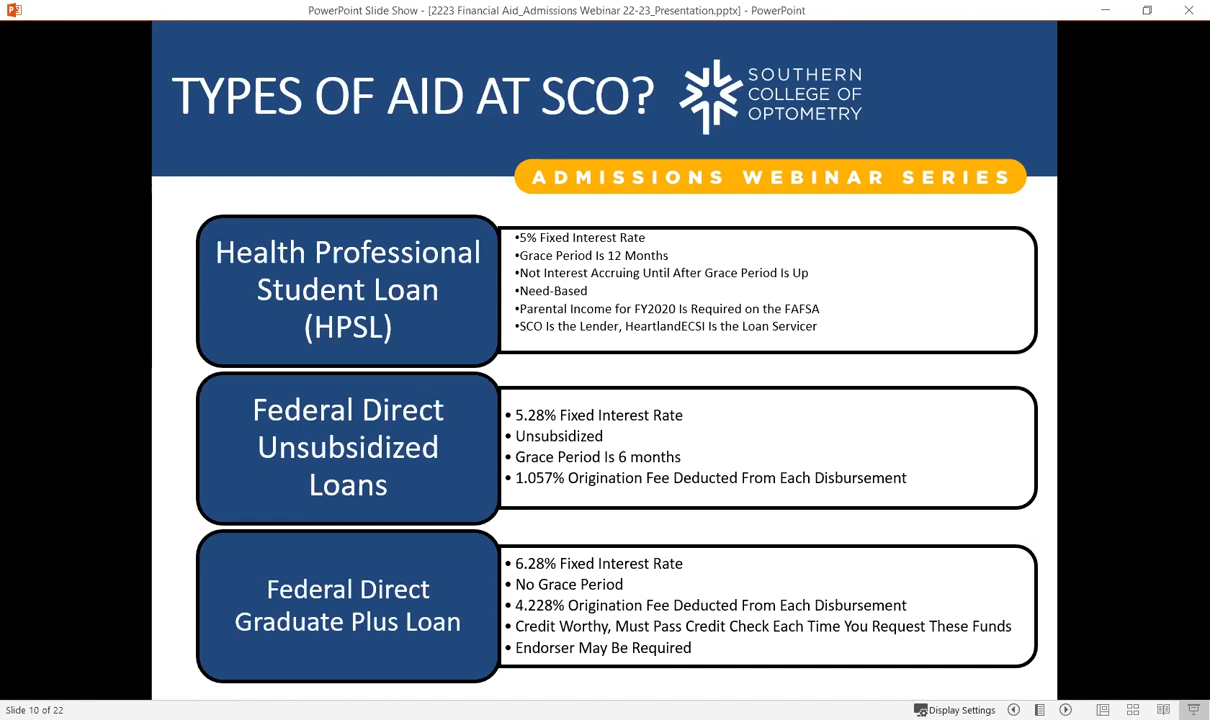 PowerPoint Slide Show - [2223 Financial Aid_Admissions Webinar 22-23_Presentation.pptx] - PowerPoint
TYPES OF AID AT SCO?
SOUTHERN
COLLEGE OF
OPTOMETRY
ADMISSIONS WEBINAR SERIES
Health Professional
Student Loan
(HPSL)
•5% Fixed Interest Rate
•Grace Period Is 12 Months
•Not Interest Accruing Until After Grace Period Is Up
•Need-Based
•Parental Income for FY2020 Is Required on the FAFSA
•SCO Is the Lender, HeartlandECSI Is the Loan Servicer
Federal Direct
Unsubsidized
Loans
• 5.28% Fixed Interest Rate
• Unsubsidized
• Grace Period Is 6 months
• 1.057% Origination Fee Deducted From Each Disbursement
Federal Direct
Graduate Plus Loan
• 6.28% Fixed Interest Rate
• No Grace Period
• 4.228% Origination Fee Deducted From Each Disbursement
• Credit Worthy, Must Pass Credit Check Each Time You Request These Funds
• Endorser May Be Required
Slide 10 of 22
Display Settings